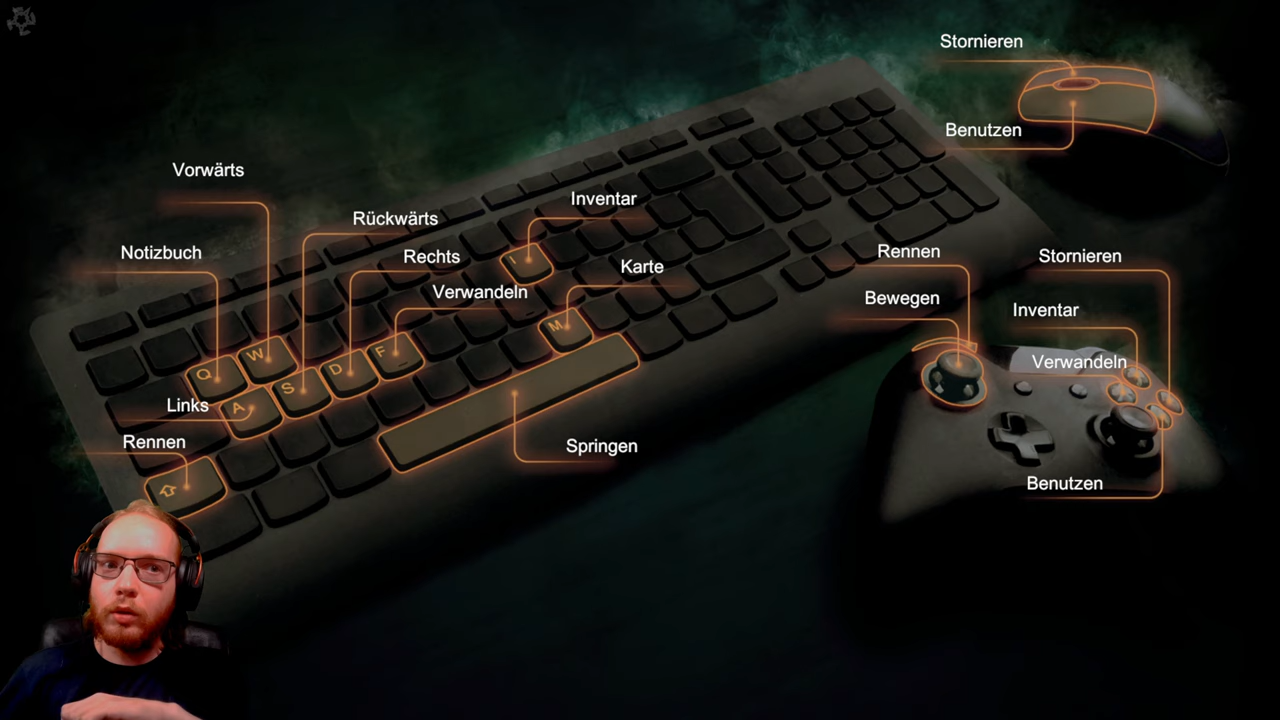 Stornieren
Benutzen
Vorwärts
Inventar
Rückwärts
Notizbuch
Rechts
Karte
Verwandeln
Rennen
Stornieren
Bewegen
Inventar
Verwandeln
Links
Rennen
Springen
Benutzen
I
M
Q
W
A
S
D
F